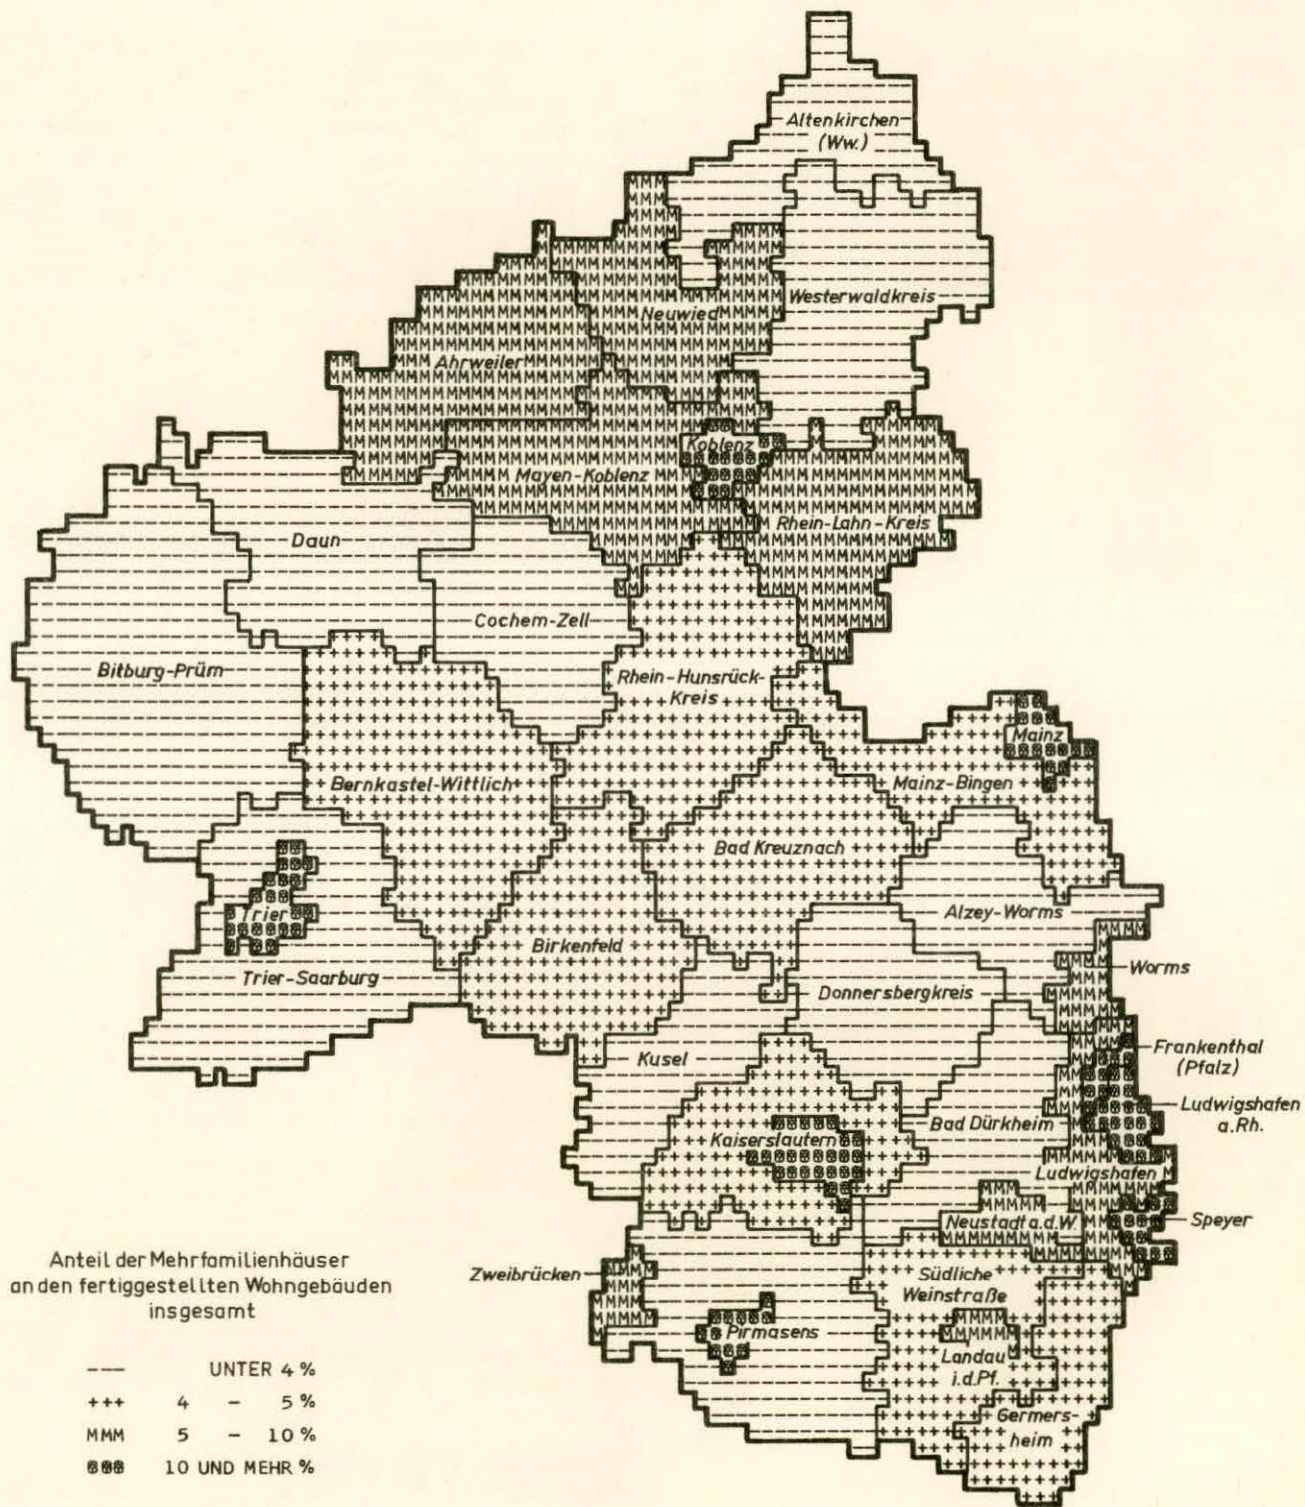 Altenkirchen
(Ww.)
Westerwaldkreis
Neuwied
Ahrweiler
Koblenz
Mayen-Koblenz
Rhein-Lahn-Kreis
Daun
Cochem-Zell
Bitburg-Prüm
Rhein-Hunsrück-
Kreis
Mainz
Bernkastel-Wittlich
Mainz-Bingen
Bad Kreuznach
Trier
Alzey-Worms
Birkenfeld
Worms
Trier-Saarburg
Donnersbergkreis
Kusel
Frankenthal
(Pfalz)
Ludwigshafen
a.Rh.
Bad Dürkheim
Kaiserslautern
Ludwigshafen
Neustadt a.d.W.
Speyer
Zweibrücken
Südliche
Weinstraße
Pirmasens
Landau
i.d.Pf.
Germers-
heim
Anteil der Mehrfamilienhäuser
an den fertiggestellten Wohngebäuden
insgesamt
--- UNTER 4 %
+++ 4 - 5 %
MMM 5 - 10 %
10 UND MEHR %